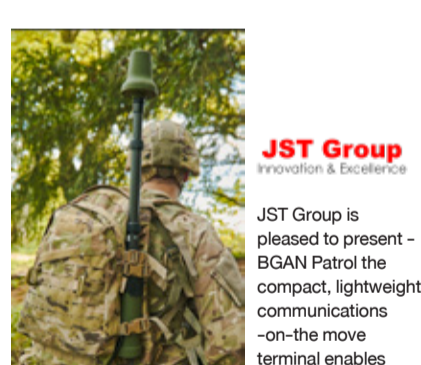 JST Group
Innovation & Excellence
JST Group is
pleased to present -
BGAN Patrol the
compact, lightweight
communications
-on-the move
terminal enables